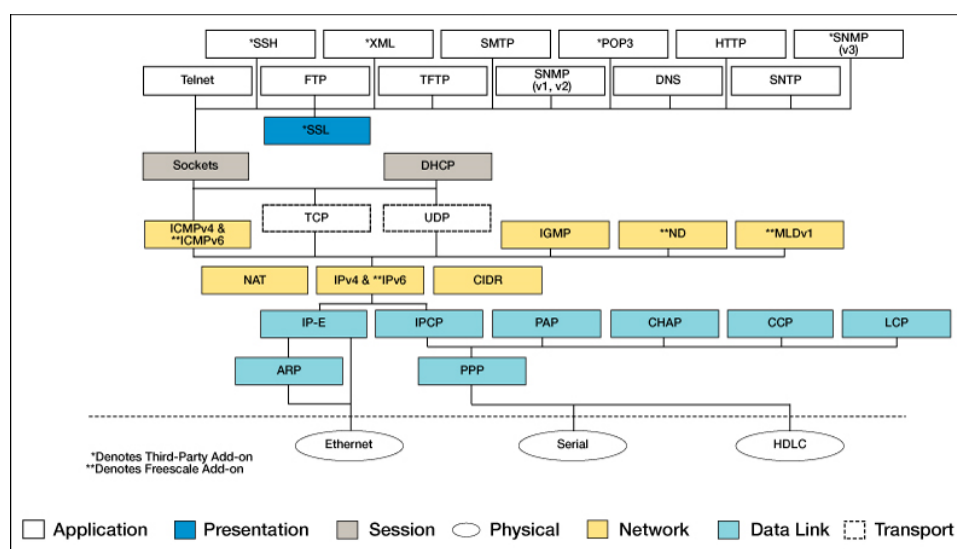 *SSH
*XML
SMTP
*POP3
HTTP
*SNMP
(v3)
Telnet
FTP
TFTP
SNMP
(v1, v2)
DNS
SNTP
*SSL
Sockets
DHCP
TCP
UDP
ICMPv4 &
**ICMPv6
IGMP
**ND
**MLDv1
NAT
IPv4 & **IPv6
CIDR
IP-E
IPCP
PAP
CHAP
CCP
LCP
ARP
PPP
Ethernet
Serial
HDLC
*Denotes Third-Party Add-on
**Denotes Freescale Add-on
Application
Presentation
Session
Physical
Network
Data Link
Transport